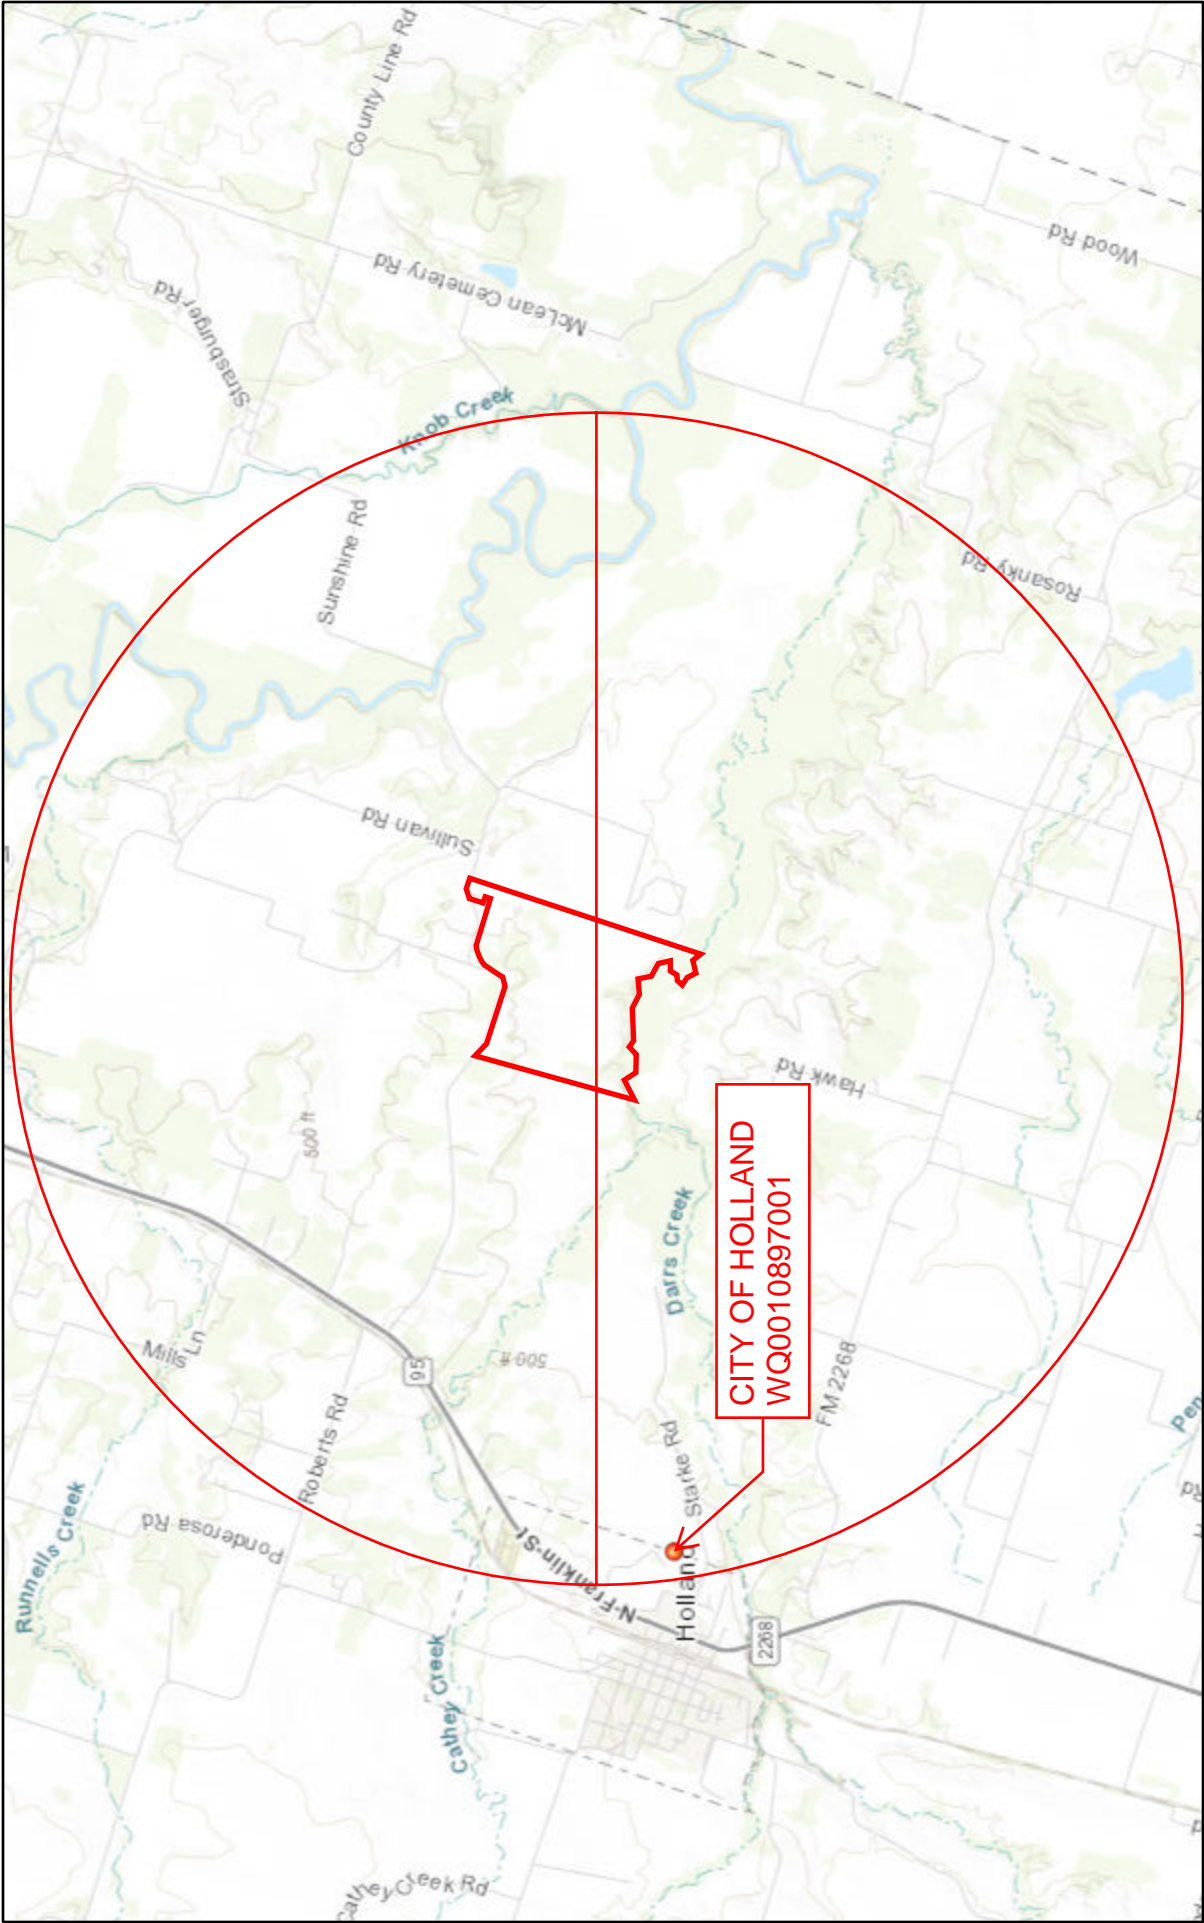 County Line Rd
Wood Rd
McLean Cemetery Rd
Strasburger Rd
Knob Creek
Sunshine Rd
Rosanky Rd
Sullivan Rd
Hawk Rd
500 ft
CITY OF HOLLAND
WQ0010897001
Darrs Creek
Mills Ln
95
500 ft
FM 2268
Roberts Rd
Starke Rd
Runnells Creek
Ponderosa Rd
N-Franklin-St
Holland
2268
Cathey Creek
Cathey Creek Rd
Pen
Rd